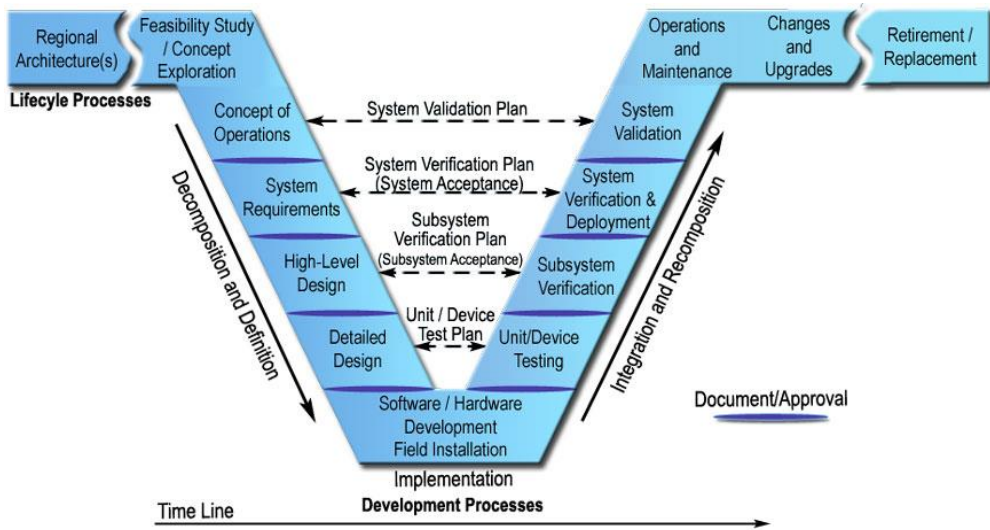 Regional
Architecture(s)
Feasibility Study
/ Concept
Exploration
Operations
and
Maintenance
Changes
and
Upgrades
Retirement /
Replacement
Lifecyle Processes
Concept of
Operations
System Validation Plan
System
Validation
System
Requirements
System Verification Plan
(System Acceptance)
System
Verification &
Deployment
High-Level
Design
Subsystem
Verification Plan
(Subsystem Acceptance)
Subsystem
Verification
Detailed
Design
Unit / Device
Test Plan
Unit/Device
Testing
Decomposition and Definition
Integration and Recomposition
Software / Hardware
Development
Field Installation
Document/Approval
Implementation
Development Processes
Time Line